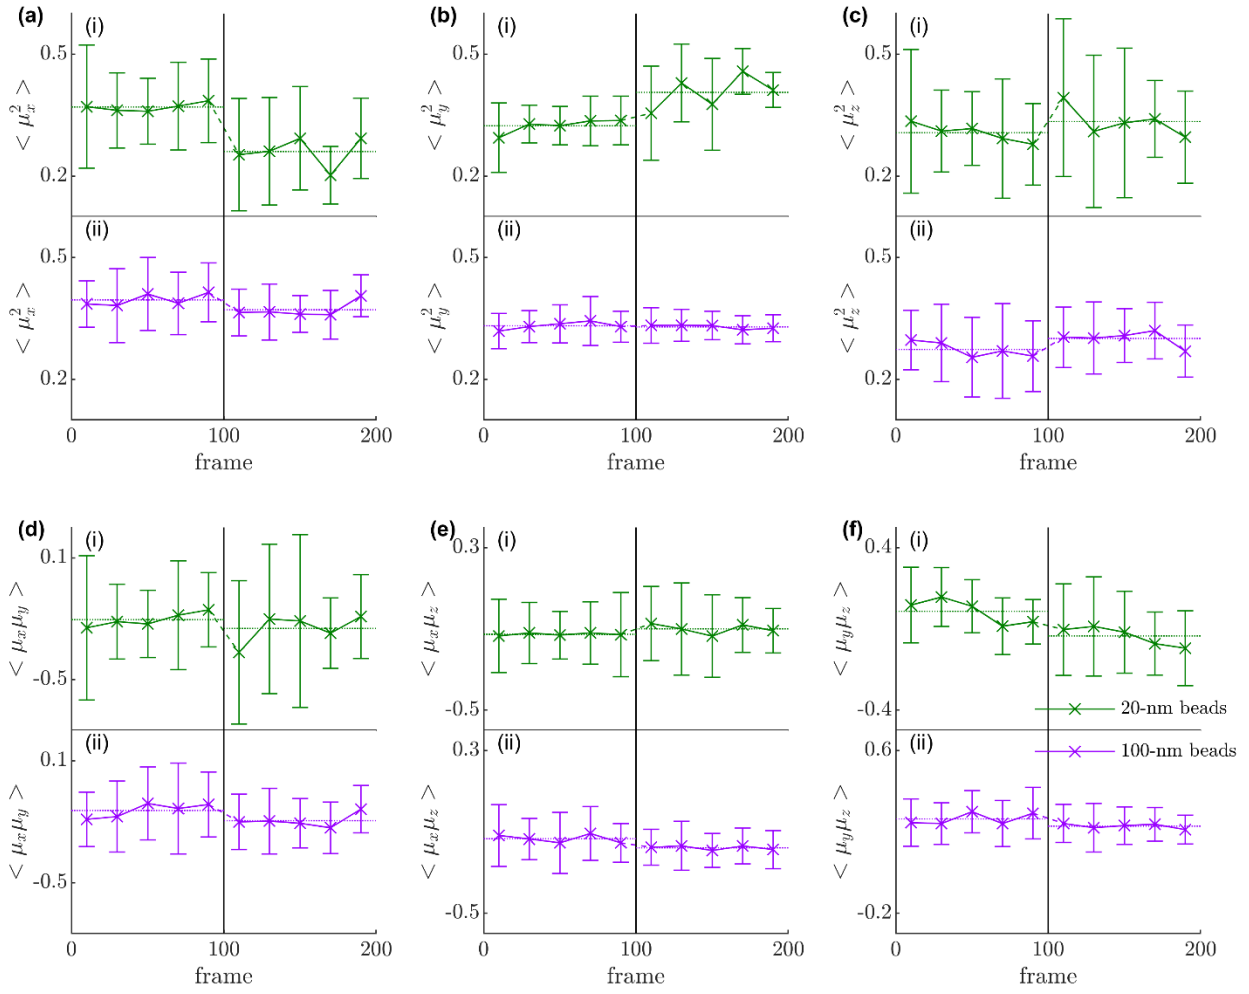 (a)
(i)
0.5
0.2
< μ_x^2 >
(ii)
0.5
0.2
< μ_x^2 >
0
100
200
frame
(b)
(i)
0.5
0.2
< μ_y^2 >
(ii)
0.5
0.2
< μ_y^2 >
0
100
200
frame
(c)
(i)
0.5
0.2
< μ_z^2 >
(ii)
0.5
0.2
< μ_z^2 >
0
100
200
frame
(d)
(i)
0.1
-0.5
< μ_x μ_y >
(ii)
0.1
-0.5
< μ_x μ_y >
0
100
200
frame
(e)
(i)
0.3
-0.5
< μ_x μ_z >
(ii)
0.3
-0.5
< μ_x μ_z >
0
100
200
frame
(f)
(i)
0.4
-0.4
< μ_y μ_z >
20-nm beads
(ii)
100-nm beads
0.6
-0.2
< μ_y μ_z >
0
100
200
frame